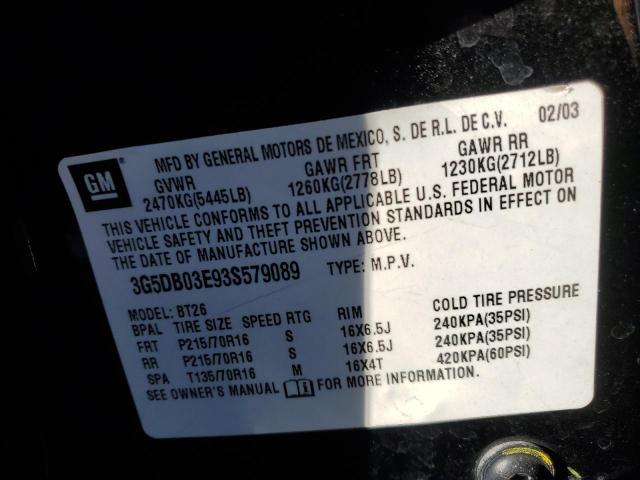 GM
MFD BY GENERAL MOTORS DE MEXICO, S. DE R.L. DE C.V. 02/03
GVWR GAWR FRT GAWR RR
2470KG(5445LB) 1260KG(2778LB) 1230KG(2712LB)
THIS VEHICLE CONFORMS TO ALL APPLICABLE U.S. FEDERAL MOTOR
VEHICLE SAFETY AND THEFT PREVENTION STANDARDS IN EFFECT ON
THE DATE OF MANUFACTURE SHOWN ABOVE.
3G5DB03E93S579089 TYPE: M.P.V.
MODEL: BT26
BPAL TIRE SIZE SPEED RTG RIM COLD TIRE PRESSURE
FRT P215/70R16 S 16X6.5J 240KPA(35PSI)
RR P215/70R16 S 16X6.5J 240KPA(35PSI)
SPA T135/70R16 M 16X4T 420KPA(60PSI)
SEE OWNER'S MANUAL FOR MORE INFORMATION.